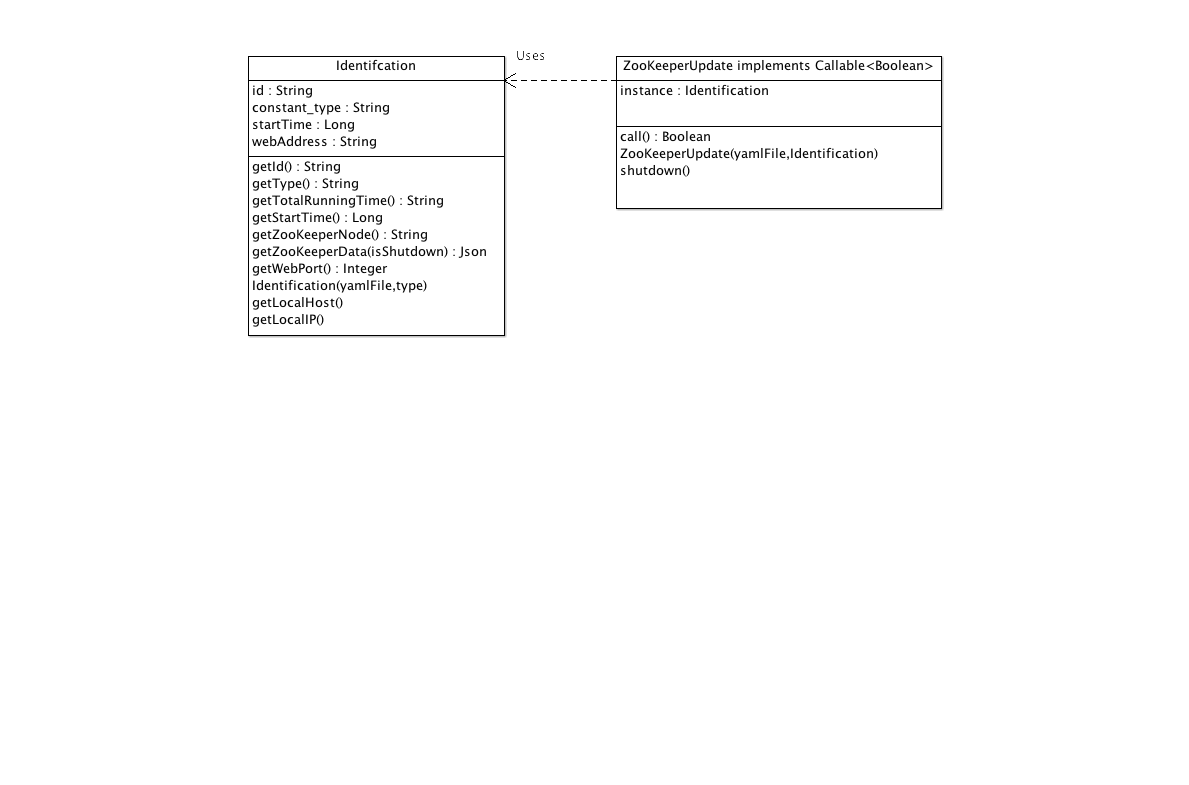 Identifcation
id : String
constant_type : String
startTime : Long
webAddress : String
getId() : String
getType() : String
getTotalRunningTime() : String
getStartTime() : Long
getZooKeeperNode() : String
getZooKeeperData(isShutdown) : Json
getWebPort() : Integer
Identification(yamlFile,type)
getLocalHost()
getLocalIP()
Uses
ZooKeeperUpdate implements Callable<Boolean>
instance : Identification
call() : Boolean
ZooKeeperUpdate(yamlFile,Identification)
shutdown()